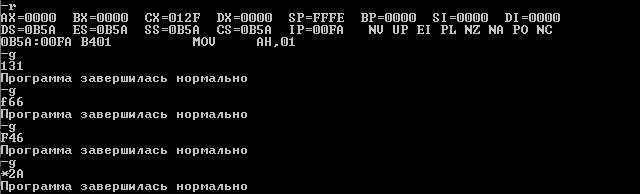 -r
AX=0000 BX=0000 CX=012F DX=0000 SP=FFFE BP=0000 SI=0000 DI=0000
DS=0B5A ES=0B5A SS=0B5A CS=0B5A IP=00FA NV UP EI PL NZ NA PO NC
0B5A:00FA B401 MOV AH,01
-g
131
Программа завершилась нормально
-g
f66
Программа завершилась нормально
-g
F46
Программа завершилась нормально
-g
*2A
Программа завершилась нормально